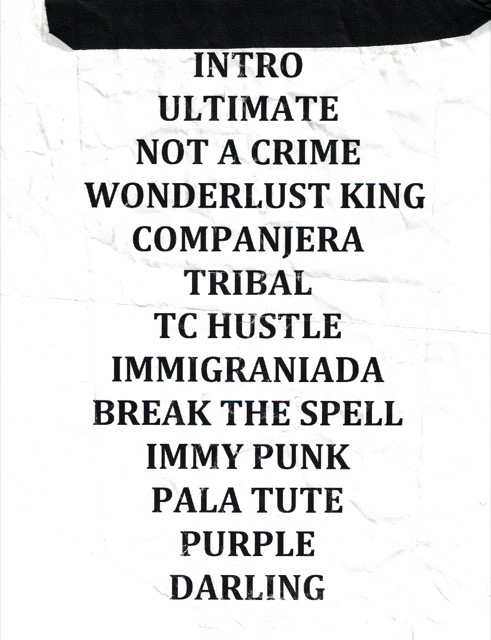 INTRO
ULTIMATE
NOT A CRIME
WONDERLUST KING
COMPANJERA
TRIBAL
TC HUSTLE
IMMIGRANIADA
BREAK THE SPELL
IMMY PUNK
PALA TUTE
PURPLE
DARLING